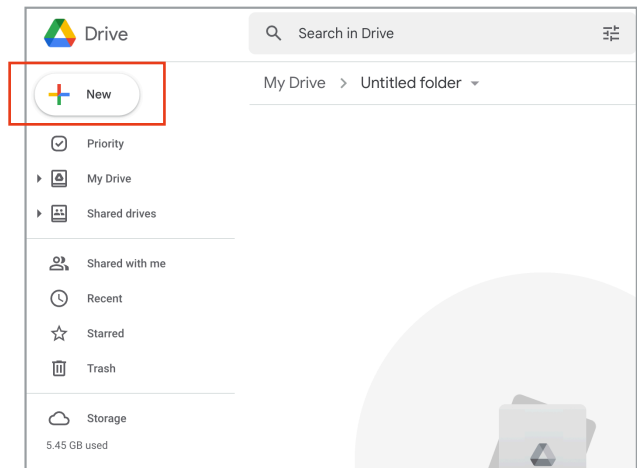 Drive
Search in Drive
New
My Drive > Untitled folder
Priority
My Drive
Shared drives
Shared with me
Recent
Starred
Trash
Storage
5.45 GB used